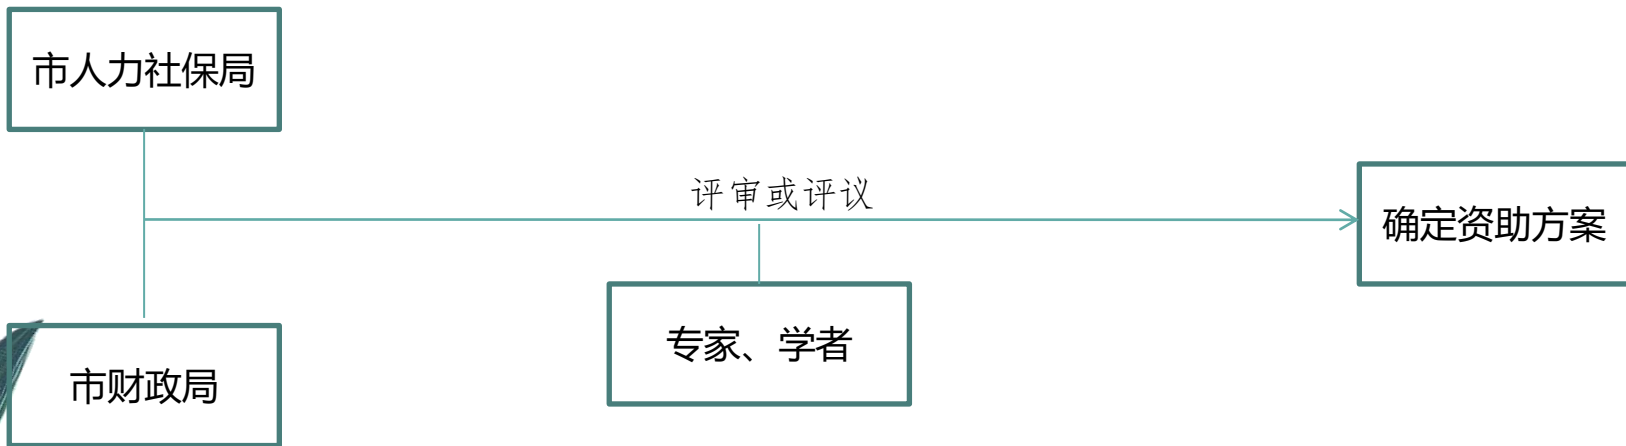 市人力社保局
评审或评议
确定资助方案
专家、学者
市财政局